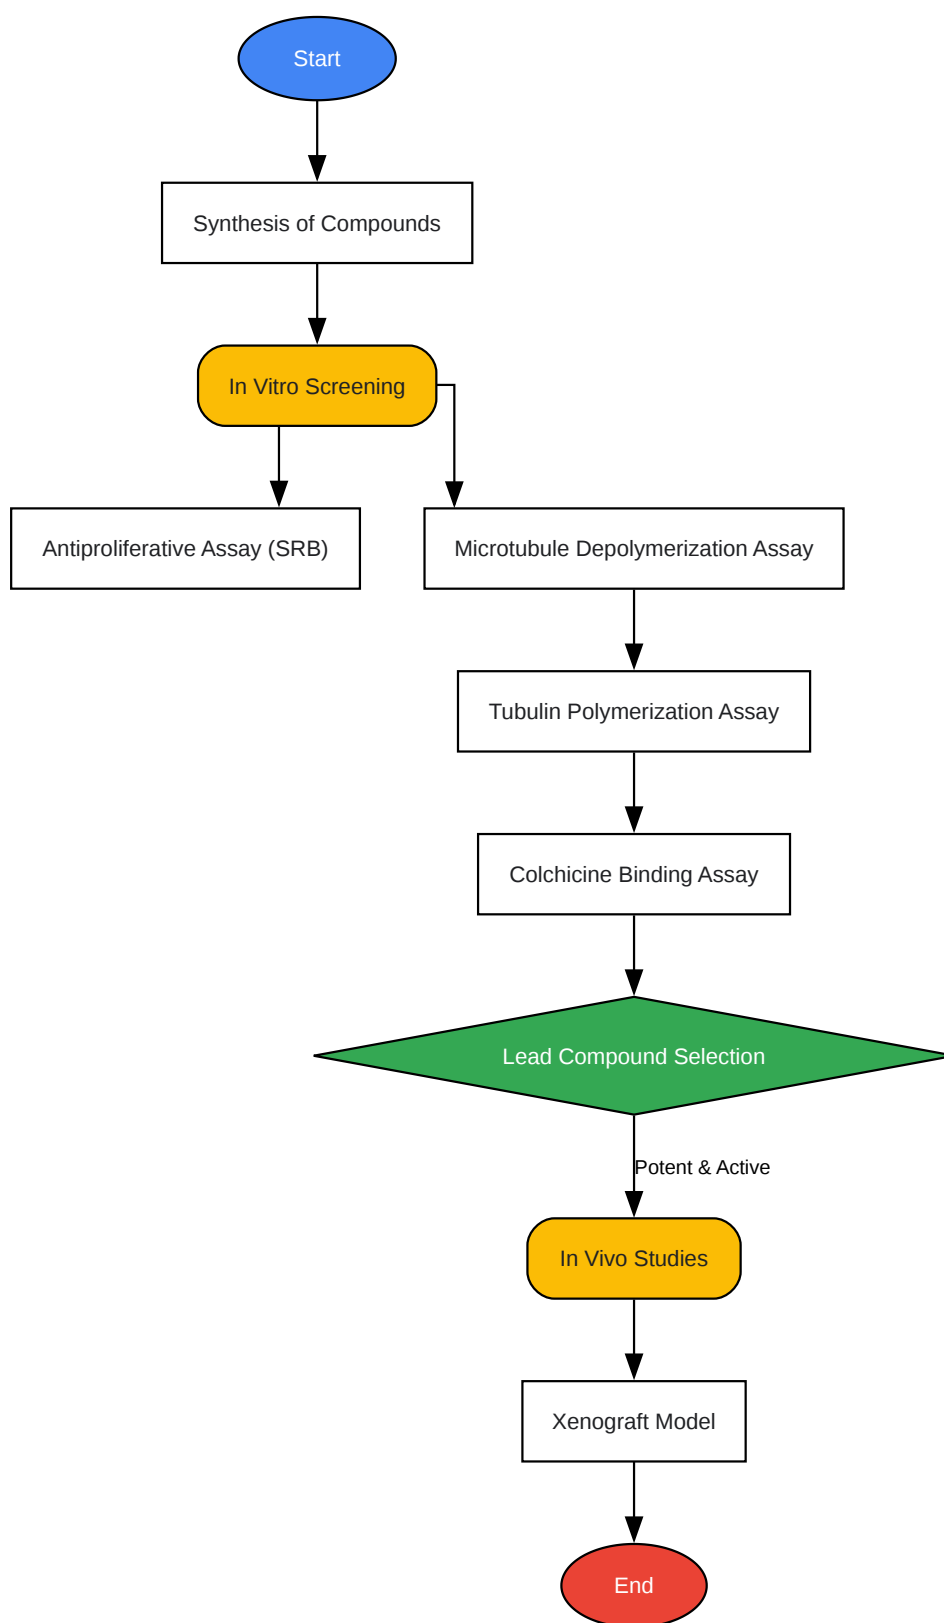 Start
Synthesis of Compounds
In Vitro Screening
Antiproliferative Assay (SRB)
Microtubule Depolymerization Assay
Tubulin Polymerization Assay
Colchicine Binding Assay
Lead Compound Selection
Potent & Active
In Vivo Studies
Xenograft Model
End